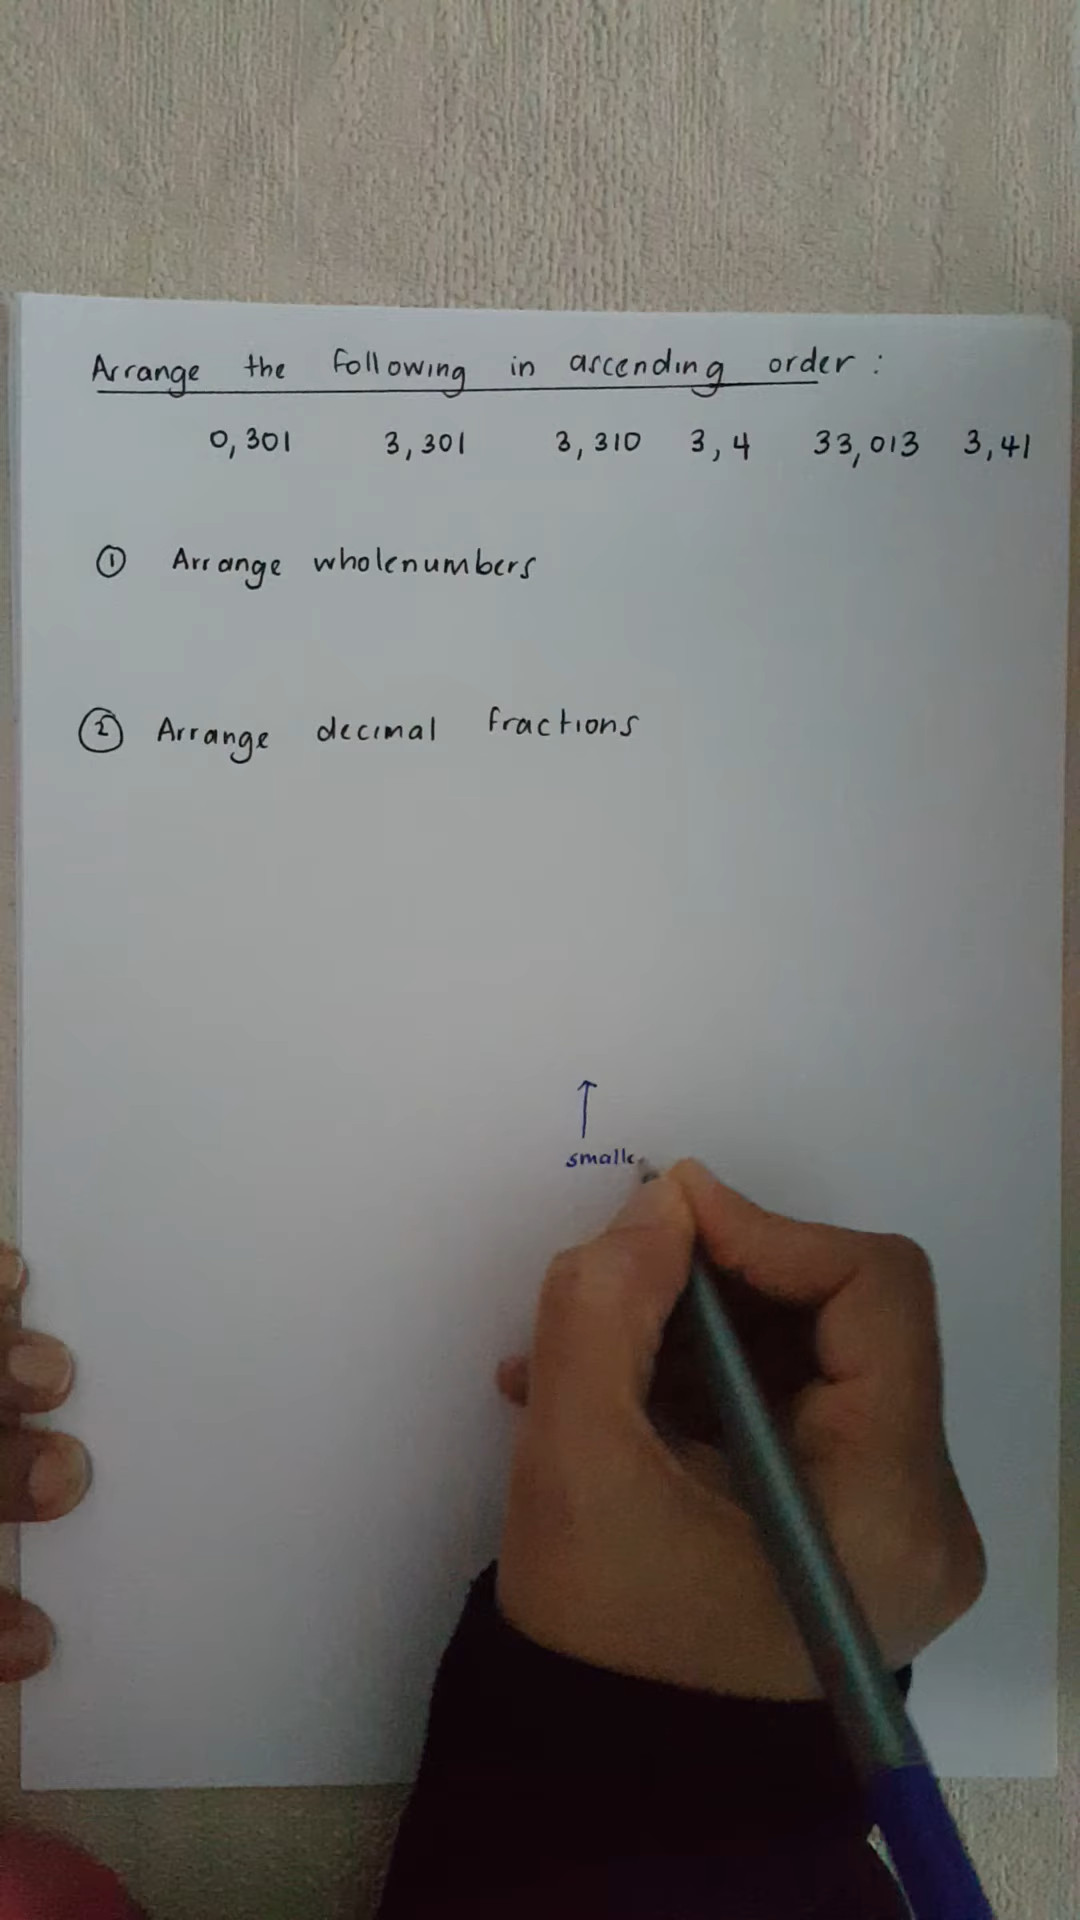 Arrange the following in ascending order :
0,301 3,301 3,310 3,4 33,013 3,41
① Arrange wholenumbers
② Arrange decimal fractions
smalle